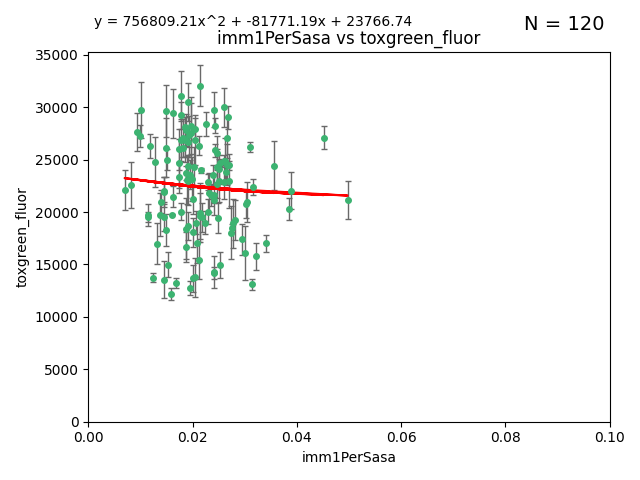 y = 756809.21x^2 + -81771.19x + 23766.74
N = 120
imm1PerSasa vs toxgreen_fluor
35000
30000
25000
20000
15000
10000
5000
0
toxgreen_fluor
0.00 0.02 0.04 0.06 0.08 0.10
imm1PerSasa